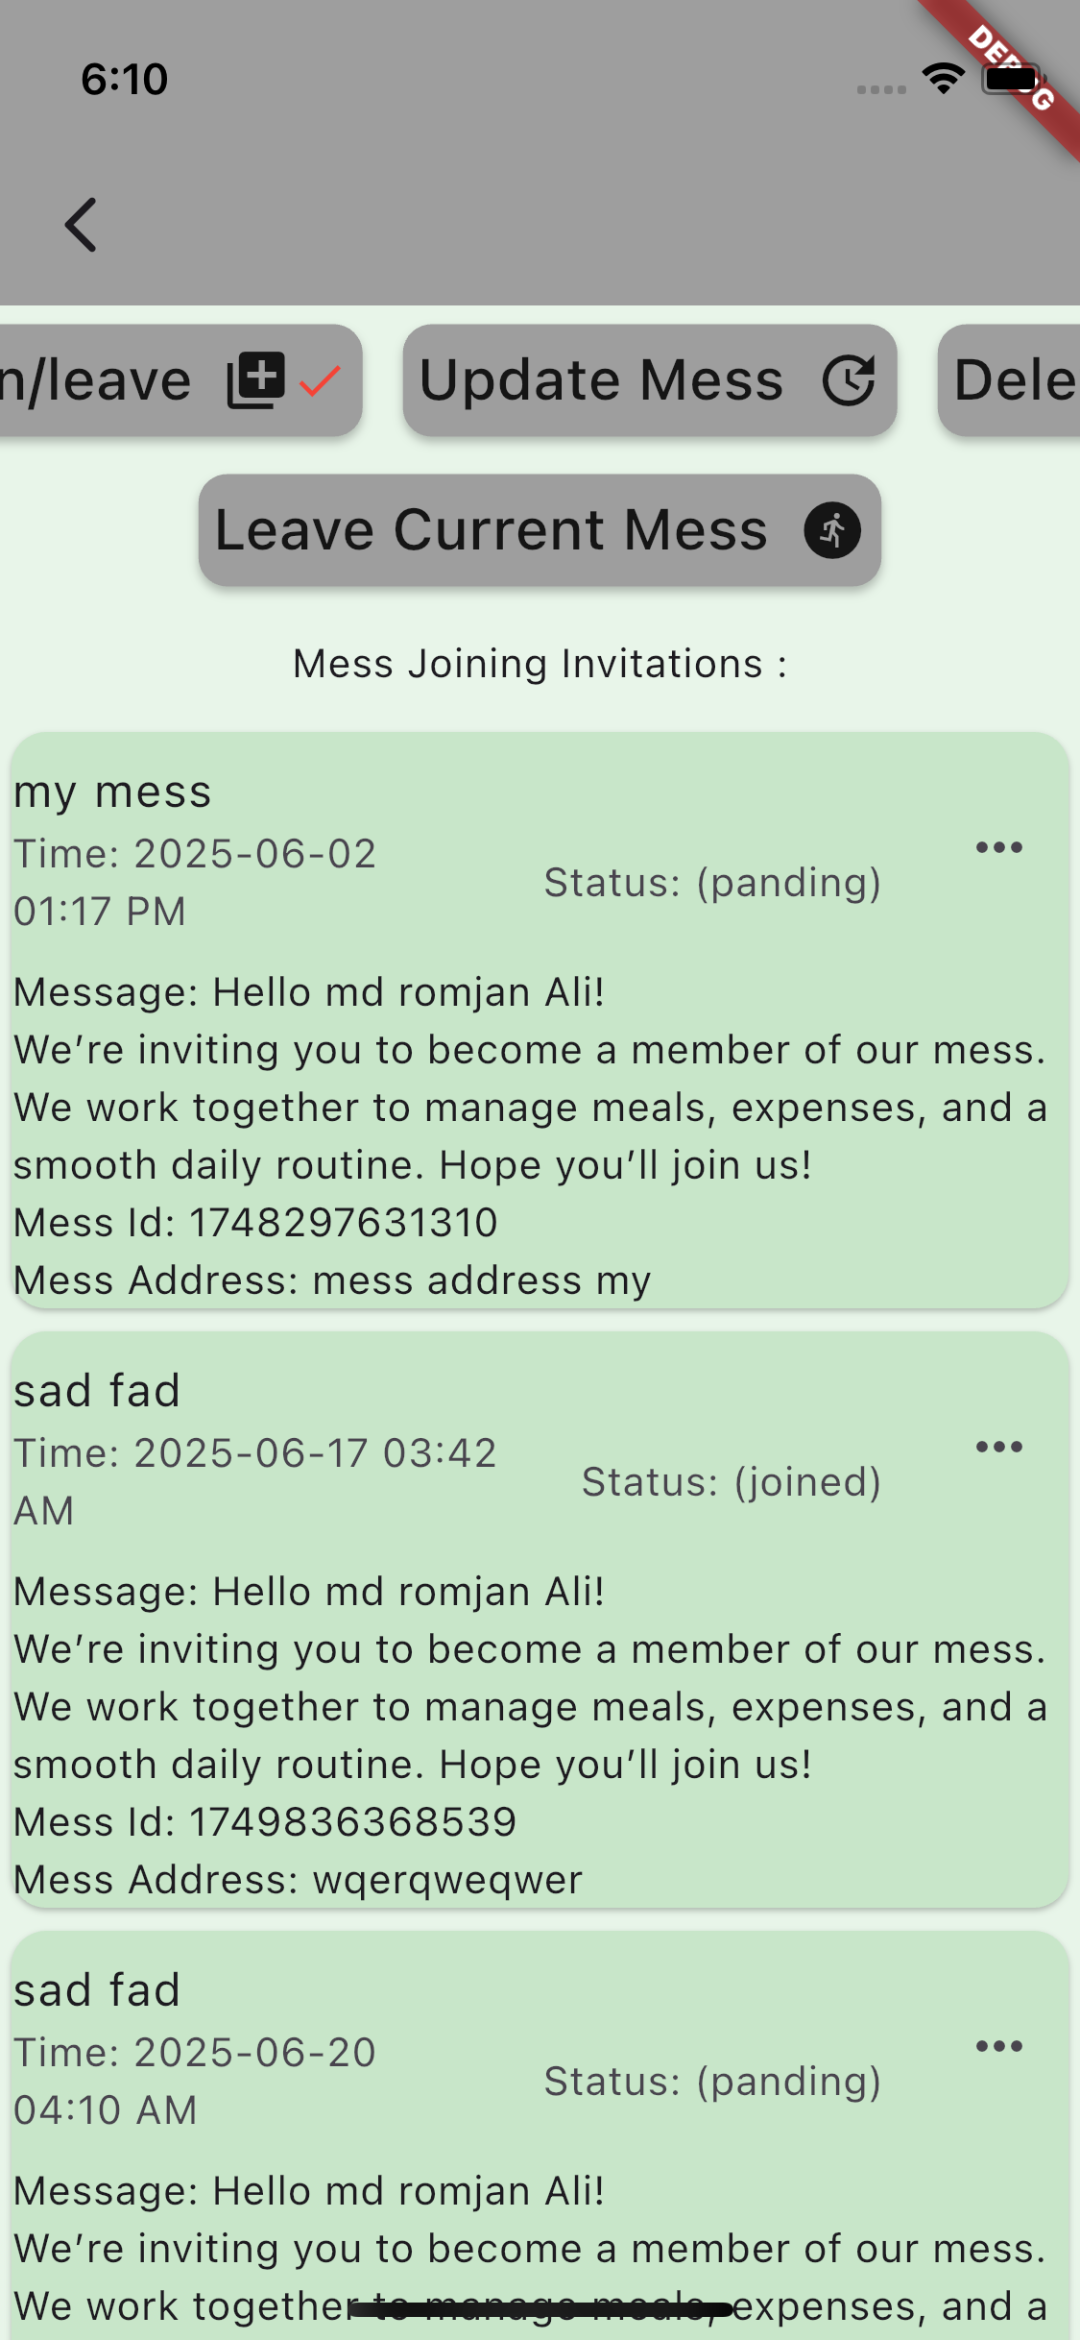 6:10
DEBUG
n/leave
Update Mess
Dele
Leave Current Mess
Mess Joining Invitations :
my mess
Time: 2025-06-02
01:17 PM
Status: (panding)
Message: Hello md romjan Ali!
We’re inviting you to become a member of our mess.
We work together to manage meals, expenses, and a
smooth daily routine. Hope you’ll join us!
Mess Id: 1748297631310
Mess Address: mess address my
sad fad
Time: 2025-06-17 03:42
AM
Status: (joined)
Message: Hello md romjan Ali!
We’re inviting you to become a member of our mess.
We work together to manage meals, expenses, and a
smooth daily routine. Hope you’ll join us!
Mess Id: 1749836368539
Mess Address: wqerqweqwer
sad fad
Time: 2025-06-20
04:10 AM
Status: (panding)
Message: Hello md romjan Ali!
We’re inviting you to become a member of our mess.
We work together to manage meals, expenses, and a